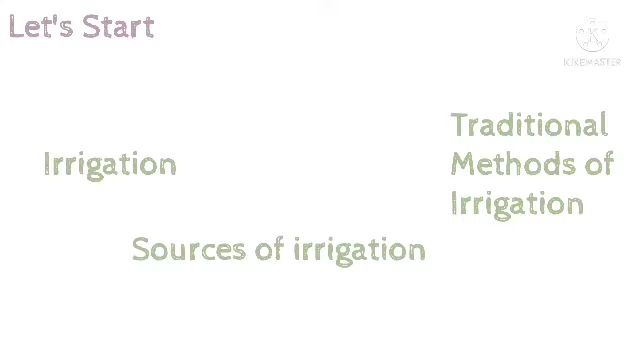 Let's Start
KINEMASTER
Traditional
Irrigation
Methods of
Irrigation
Sources of irrigation